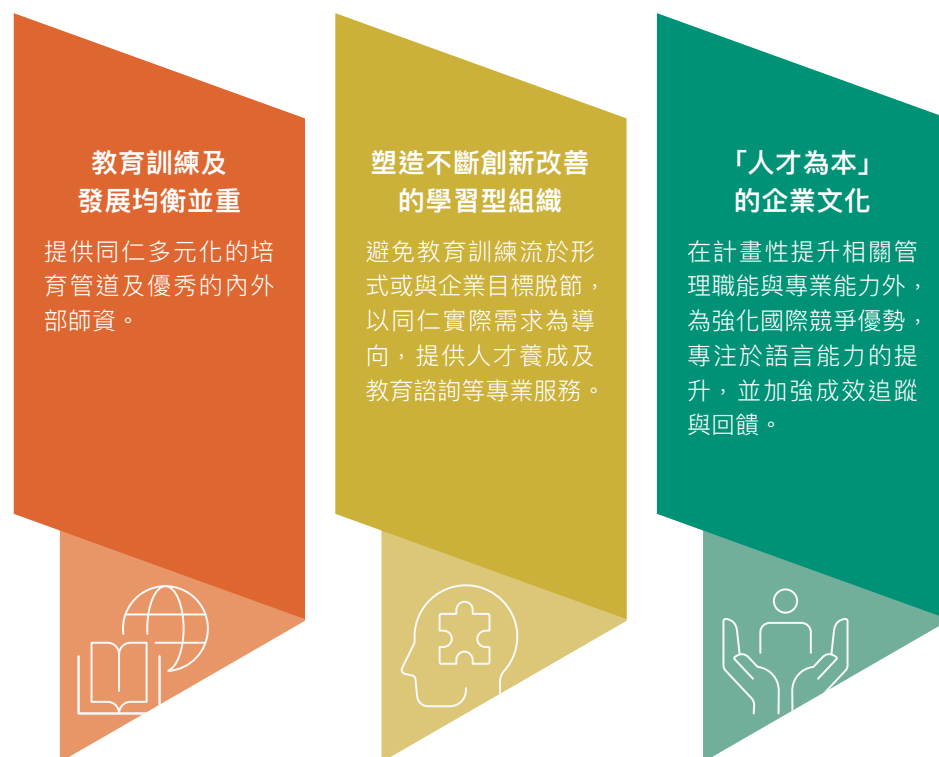 教育訓練及
發展均衡並重
提供同仁多元化的培
育管道及優秀的內外
部師資。
塑造不斷創新改善
的學習型組織
避免教育訓練流於形
式或與企業目標脫節，
以同仁實際需求為導
向，提供人才養成及
教育諮詢等專業服務。
「人才為本」
的企業文化
在計畫性提升相關管
理職能與專業能力外，
為強化國際競爭優勢，
專注於語言能力的提
升，並加強成效追蹤
與回饋。